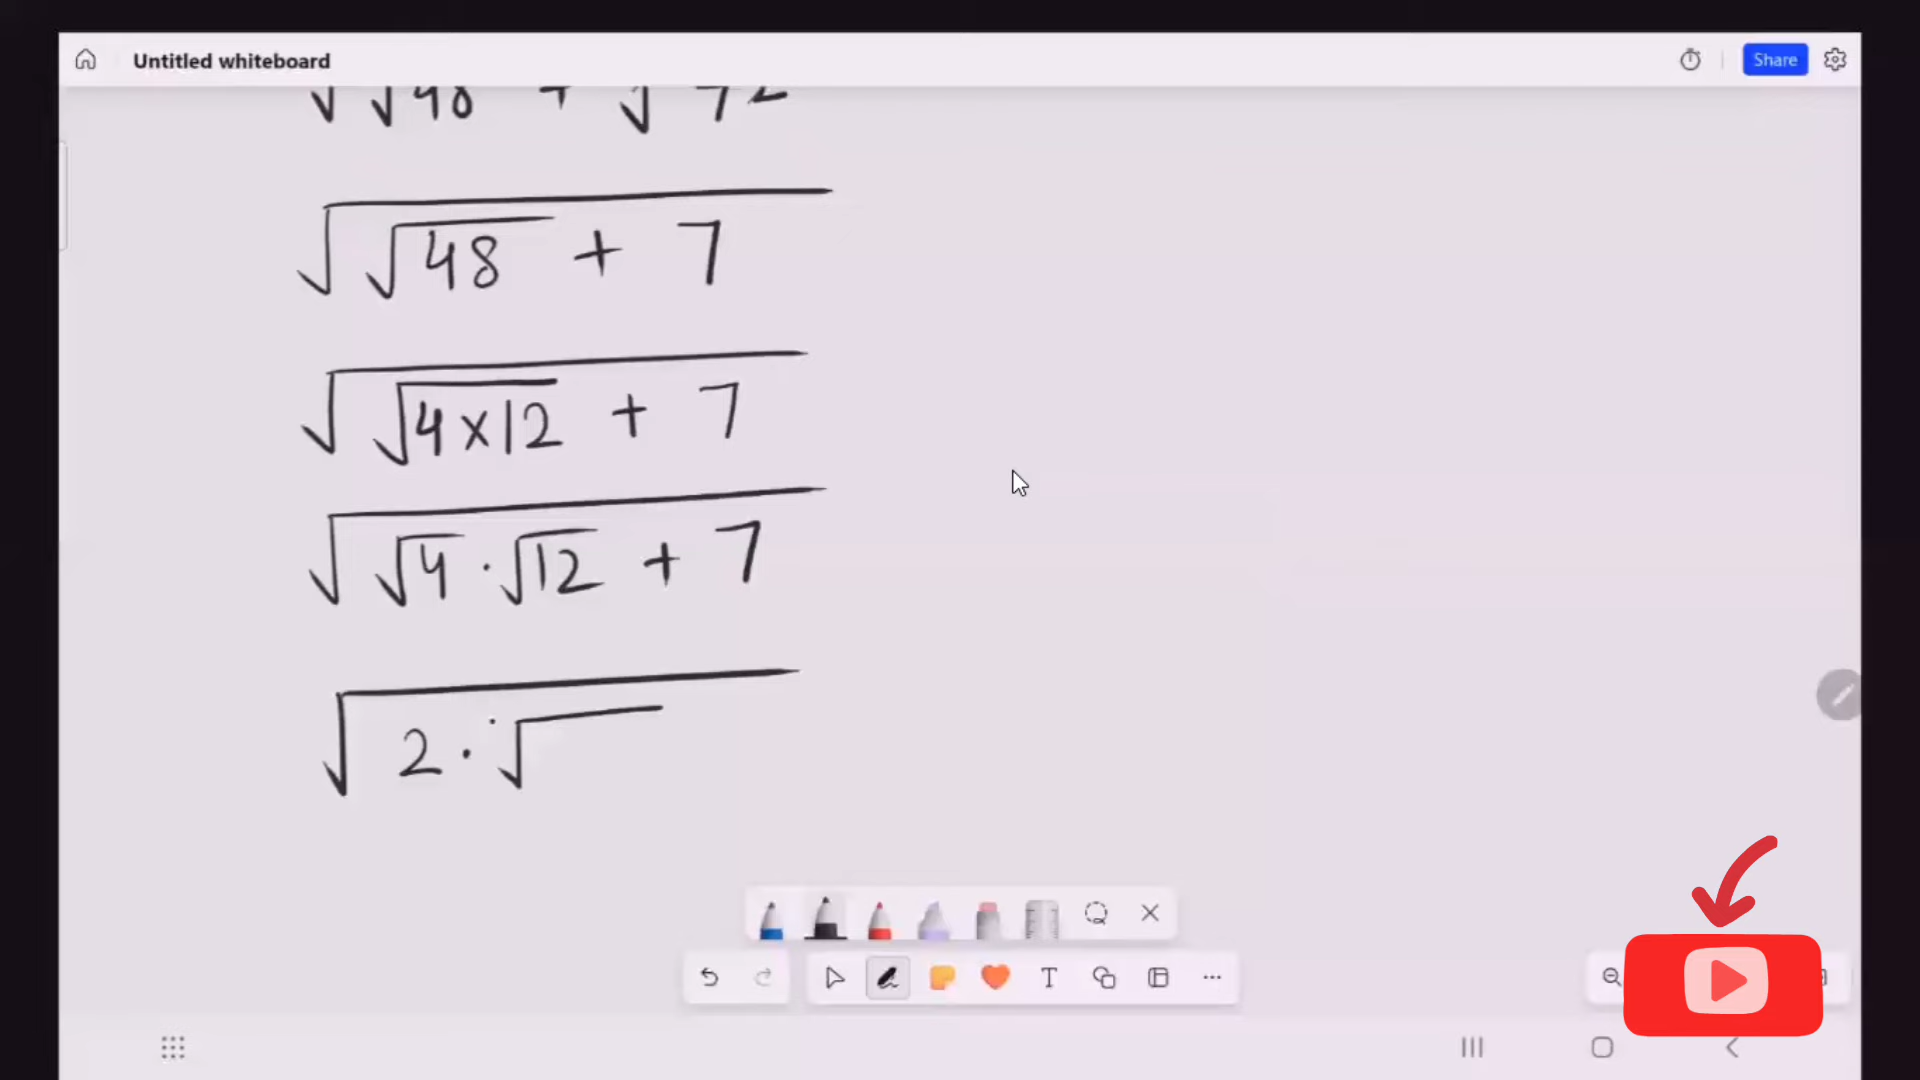 Untitled whiteboard
Share
√(√48 + 7)
√(√(4×12) + 7)
√(√4 · √12 + 7)
√(2 · √
T